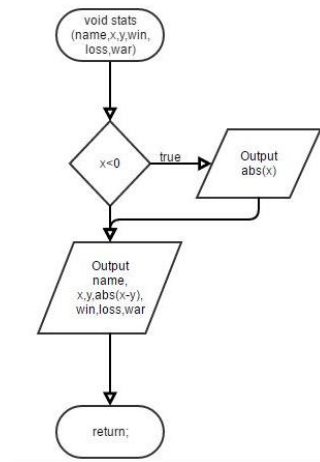 void stats
(name,x,y,win,
loss,war)
x<0
true
Output
abs(x)
Output
name,
x,y,abs(x-y),
win,loss,war
return;